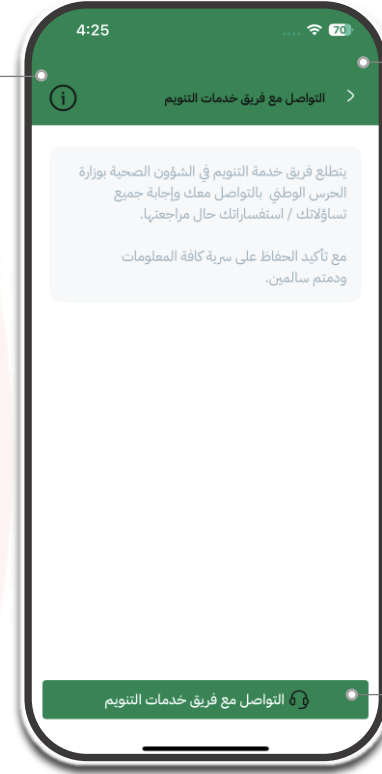 4:25
70
التواصل مع فريق خدمات التنويم
يتطلع فريق خدمة التنويم في الشؤون الصحية بوزارة
الحرس الوطني بالتواصل معك وإجابة جميع
تساؤلاتك / استفساراتك حال مراجعتها.
مع تأكيد الحفاظ على سرية كافة المعلومات
ودمتم سالمين.
التواصل مع فريق خدمات التنويم